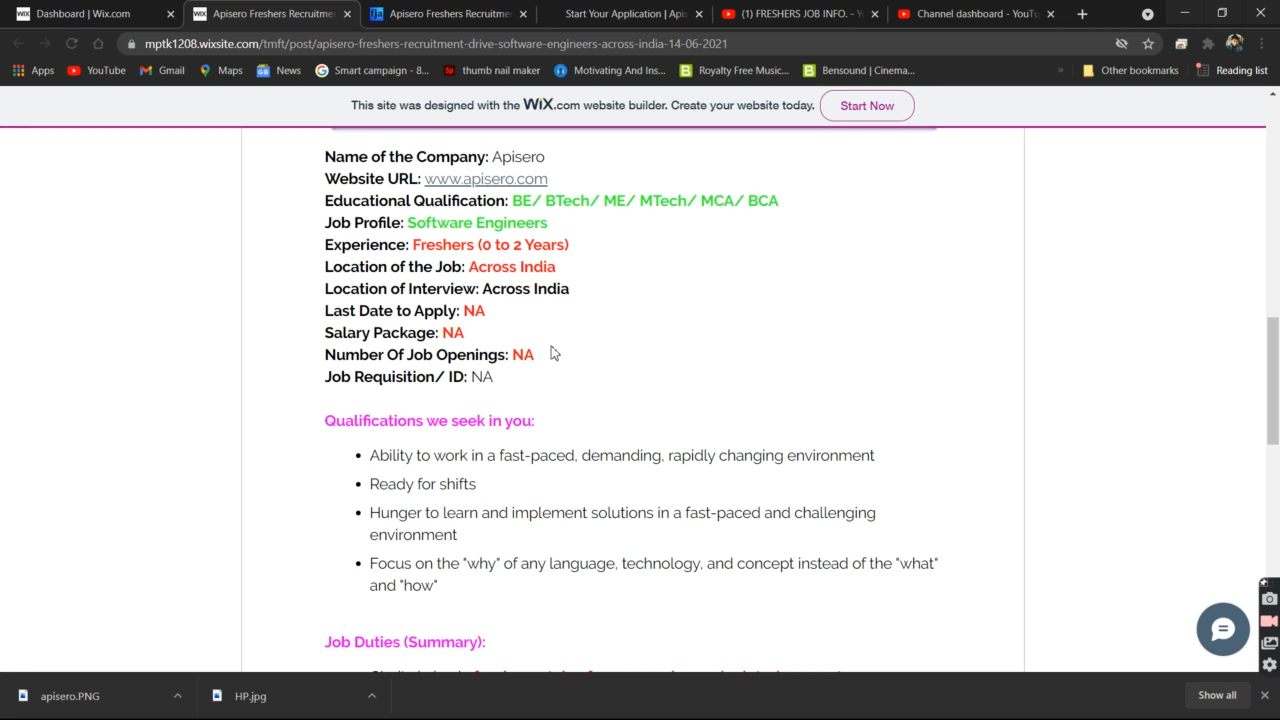 Dashboard | Wix.com
Apisero Freshers Recruitme
Apisero Freshers Recruitme
Start Your Application | Apis
(1) FRESHERS JOB INFO. - Y
Channel dashboard - YouTu
mptk1208.wixsite.com/tmft/post/apisero-freshers-recruitment-drive-software-engineers-across-india-14-06-2021
Apps
YouTube
Gmail
Maps
News
Smart campaign - 8...
thumb nail maker
Motivating And Ins...
Royalty Free Music...
Bensound | Cinema...
»
Other bookmarks
Reading list
This site was designed with the WiX.com website builder. Create your website today.
Start Now
Name of the Company: Apisero
Website URL: www.apisero.com
Educational Qualification: BE/ BTech/ ME/ MTech/ MCA/ BCA
Job Profile: Software Engineers
Experience: Freshers (0 to 2 Years)
Location of the Job: Across India
Location of Interview: Across India
Last Date to Apply: NA
Salary Package: NA
Number Of Job Openings: NA
Job Requisition/ ID: NA
Qualifications we seek in you:
• Ability to work in a fast-paced, demanding, rapidly changing environment
• Ready for shifts
• Hunger to learn and implement solutions in a fast-paced and challenging
environment
• Focus on the "why" of any language, technology, and concept instead of the "what"
and "how"
Job Duties (Summary):
apisero.PNG
HP.jpg
Show all